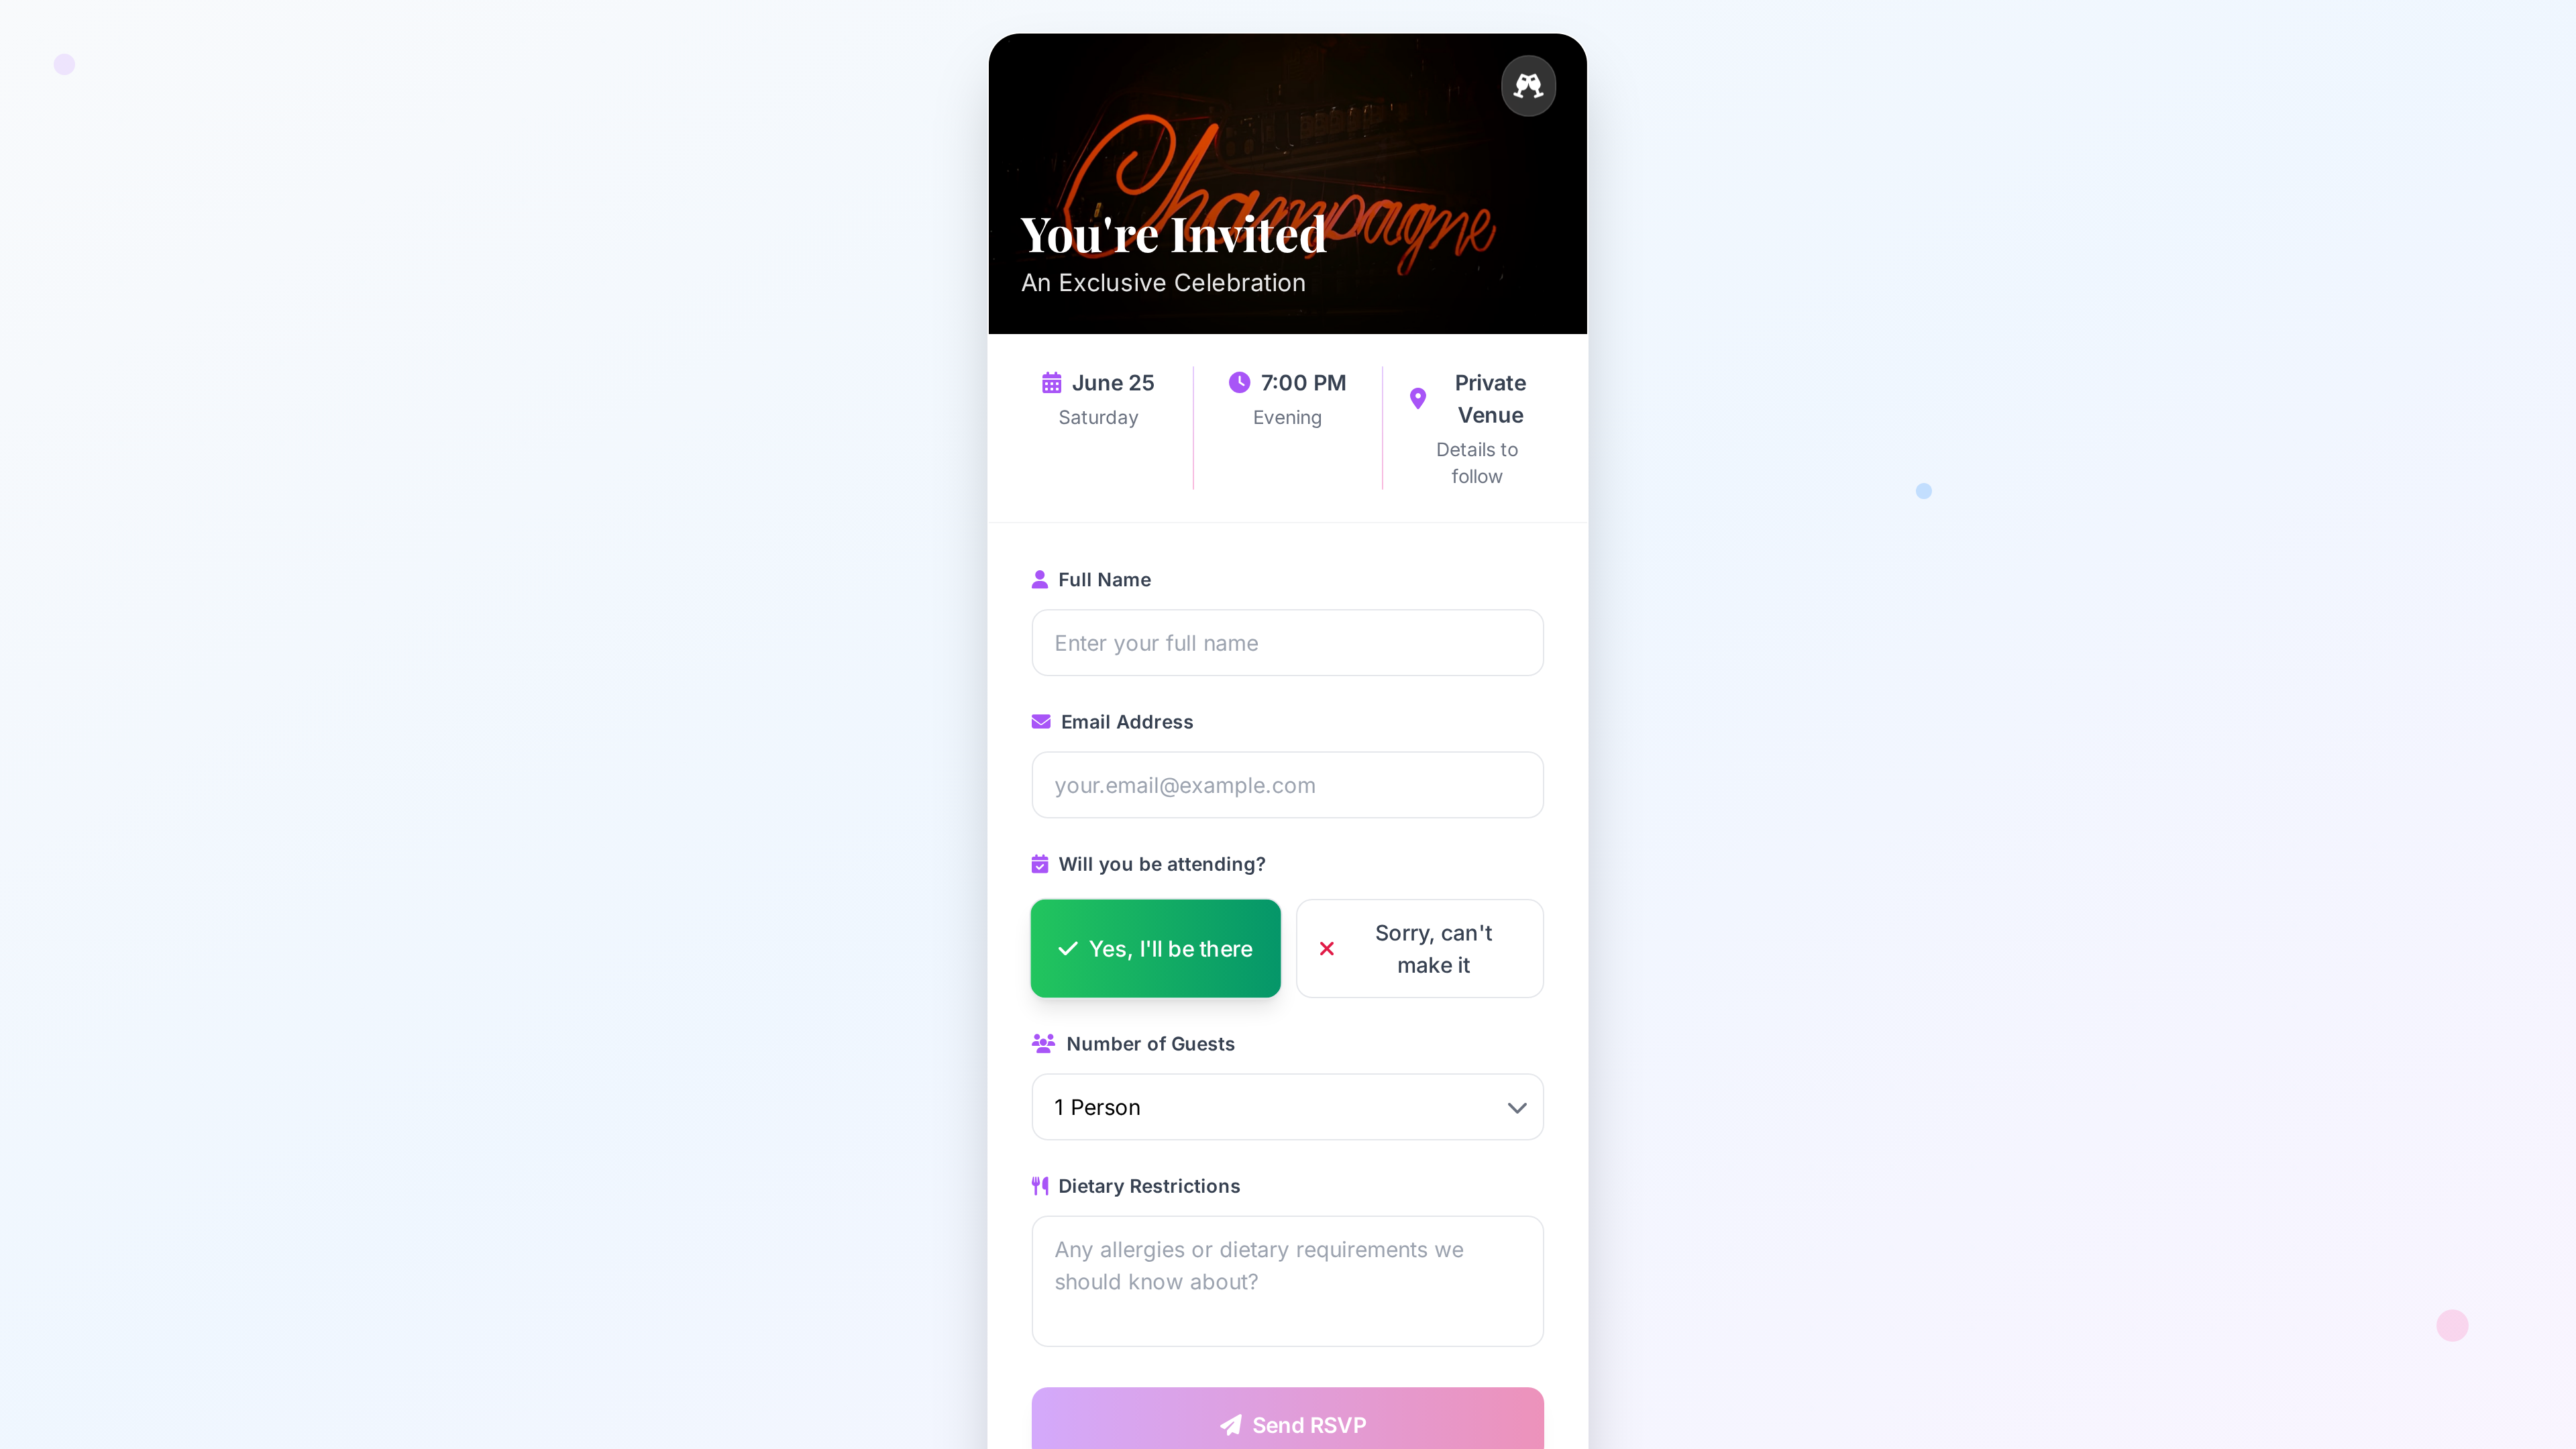 Champagne
You're Invited
An Exclusive Celebration
June 25
Saturday
7:00 PM
Evening
Private
Venue
Details to
follow
Full Name
Enter your full name
Email Address
your.email@example.com
Will you be attending?
Yes, I'll be there
Sorry, can't
make it
Number of Guests
1 Person
Dietary Restrictions
Any allergies or dietary requirements we
should know about?
Send RSVP